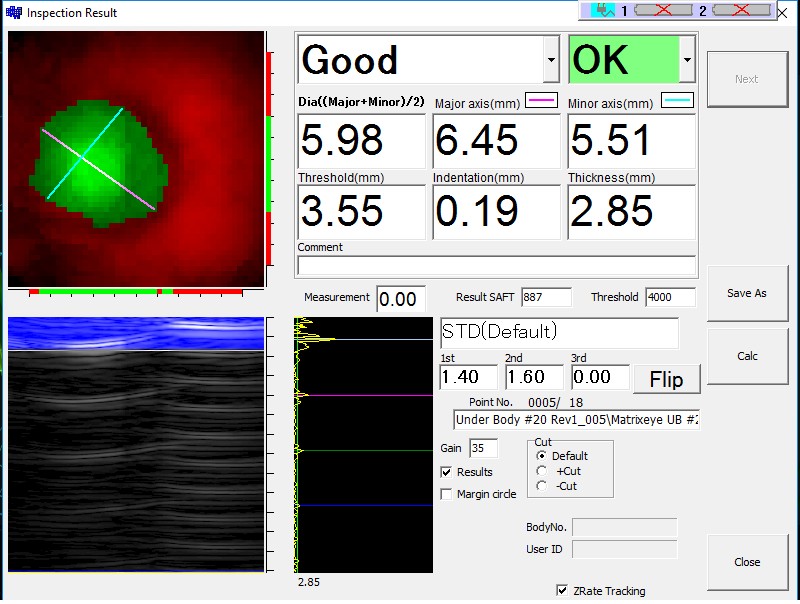 Inspection Result
1
2
Good
OK
Next
Dia((Major+Minor)/2)
Major axis(mm)
Minor axis(mm)
5.98
6.45
5.51
Threshold(mm)
Indentation(mm)
Thickness(mm)
3.55
0.19
2.85
Comment
Measurement 0.00
Result SAFT 887
Threshold 4000
Save As
STD(Default)
1st
2nd
3rd
1.40
1.60
0.00
Flip
Calc
Point No. 0005/ 18
Under Body #20 Rev1_005\Matrixeye UB #2
Gain 35
Cut
Default
+Cut
-Cut
Results
Margin circle
BodyNo.
User ID
Close
2.85
ZRate Tracking